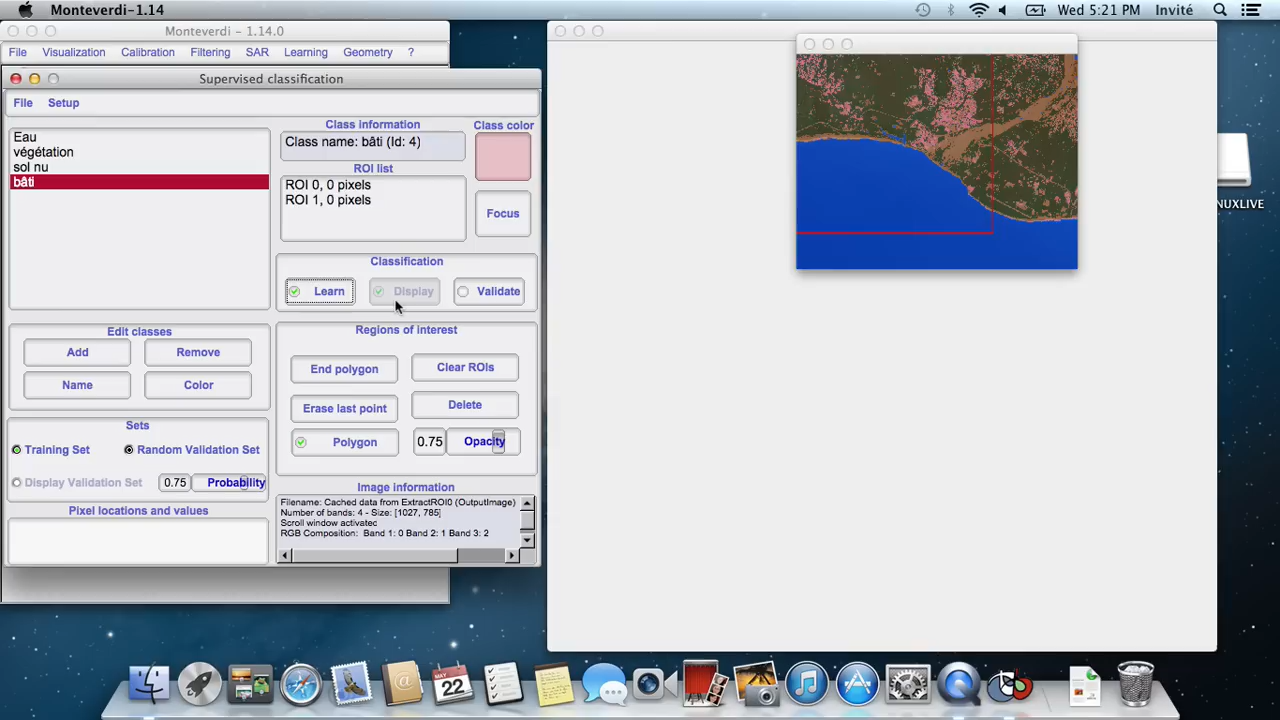 Monteverdi-1.14
Wed 5:21 PM Invité
Monteverdi - 1.14.0
File Visualization Calibration Filtering SAR Learning Geometry ?
Supervised classification
File Setup
Eau
végétation
sol nu
bâti
Class information
Class name: bâti (Id: 4)
Class color
ROI list
ROI 0, 0 pixels
ROI 1, 0 pixels
Focus
Classification
Learn Display Validate
Edit classes
Add Remove
Name Color
Regions of interest
End polygon Clear ROIs
Erase last point Delete
Polygon 0.75 Opacity
Sets
Training Set Random Validation Set
Display Validation Set 0.75 Probability
Pixel locations and values
Image information
Filename: Cached data from ExtractROI0 (OutputImage)
Number of bands: 4 - Size: [1027, 785]
Scroll window activated
RGB Composition: Band 1: 0 Band 2: 1 Band 3: 2
NUXLIVE
MAY
22